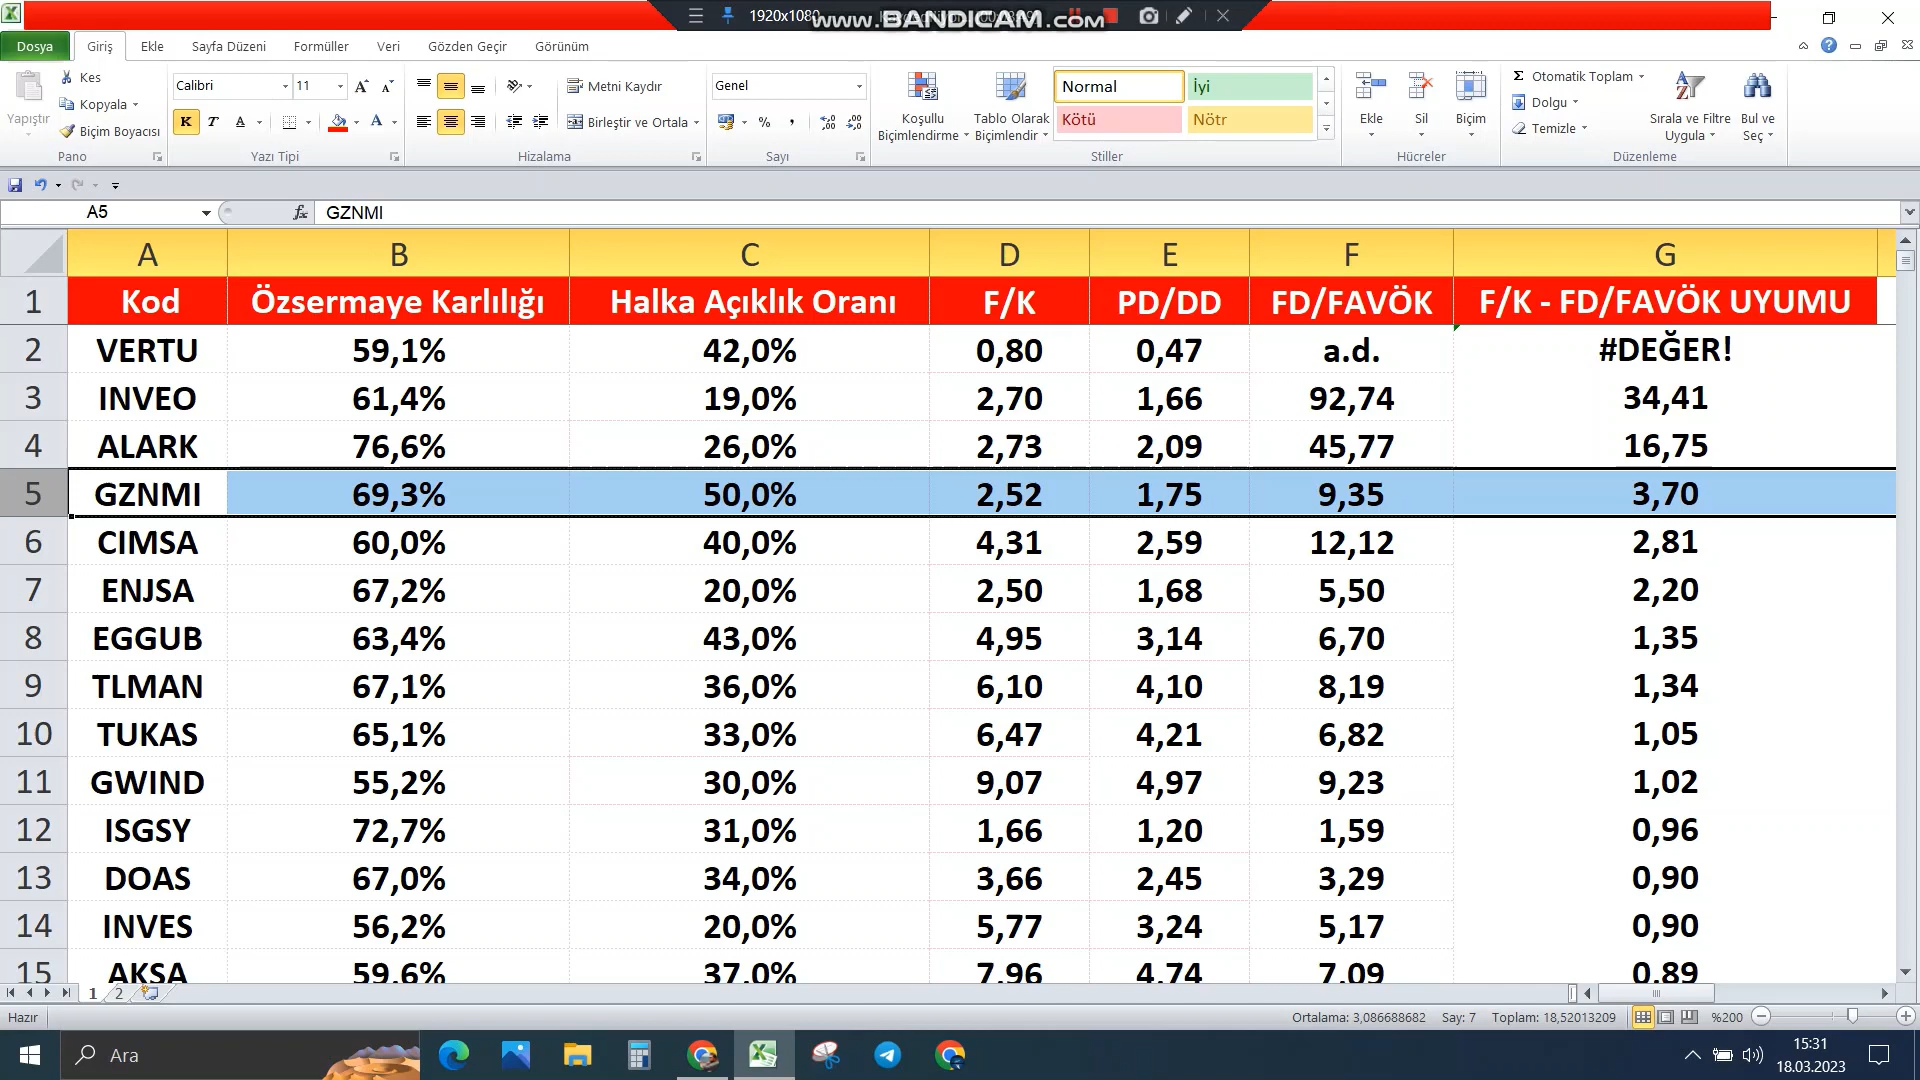 1920x1080
www.BANDICAM.com
Dosya Giriş Ekle Sayfa Düzeni Formüller Veri Gözden Geçir Görünüm
Kes
Kopyala
Biçim Boyacısı
Yapıştır
Pano
Calibri 11
K T A A
Yazı Tipi
Metni Kaydır
Birleştir ve Ortala
Hizalama
Genel
%
Sayı
Koşullu Biçimlendirme
Tablo Olarak Biçimlendir
Normal İyi
Kötü Nötr
Stiller
Ekle Sil Biçim
Hücreler
Σ Otomatik Toplam
Dolgu
Temizle
Sırala ve Filtre Uygula
Bul ve Seç
Düzenleme
A5 fx GZNMI
A B C D E F G
1 Kod Özsermaye Karlılığı Halka Açıklık Oranı F/K PD/DD FD/FAVÖK F/K - FD/FAVÖK UYUMU
2 VERTU 59,1% 42,0% 0,80 0,47 a.d. #DEĞER!
3 INVEO 61,4% 19,0% 2,70 1,66 92,74 34,41
4 ALARK 76,6% 26,0% 2,73 2,09 45,77 16,75
5 GZNMI 69,3% 50,0% 2,52 1,75 9,35 3,70
6 CIMSA 60,0% 40,0% 4,31 2,59 12,12 2,81
7 ENJSA 67,2% 20,0% 2,50 1,68 5,50 2,20
8 EGGUB 63,4% 43,0% 4,95 3,14 6,70 1,35
9 TLMAN 67,1% 36,0% 6,10 4,10 8,19 1,34
10 TUKAS 65,1% 33,0% 6,47 4,21 6,82 1,05
11 GWIND 55,2% 30,0% 9,07 4,97 9,23 1,02
12 ISGSY 72,7% 31,0% 1,66 1,20 1,59 0,96
13 DOAS 67,0% 34,0% 3,66 2,45 3,29 0,90
14 INVES 56,2% 20,0% 5,77 3,24 5,17 0,90
15 AKSA 59,6% 37,0% 7,96 4,74 7,09 0,89
1 2
Hazır Ortalama: 3,086688682 Say: 7 Toplam: 18,52013209 %200
Ara
15:31
18.03.2023